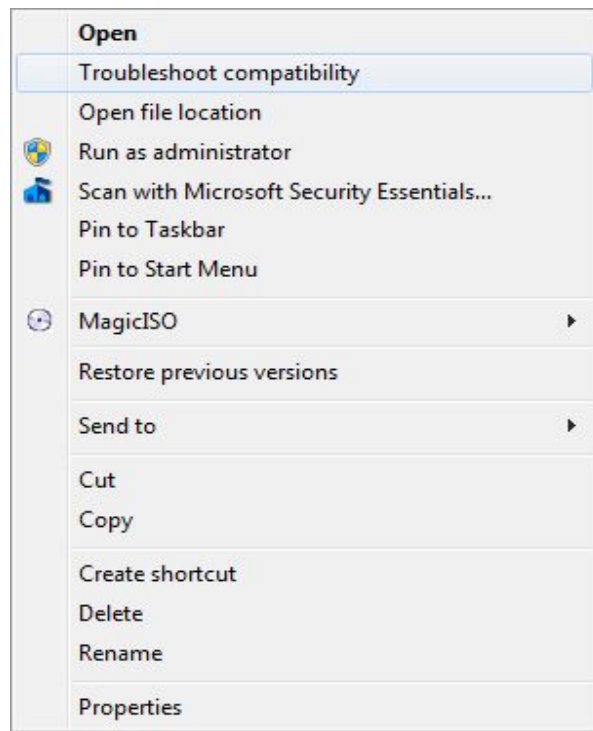 Open
Troubleshoot compatibility
Open file location
Run as administrator
Scan with Microsoft Security Essentials...
Pin to Taskbar
Pin to Start Menu
MagicISO
Restore previous versions
Send to
Cut
Copy
Create shortcut
Delete
Rename
Properties